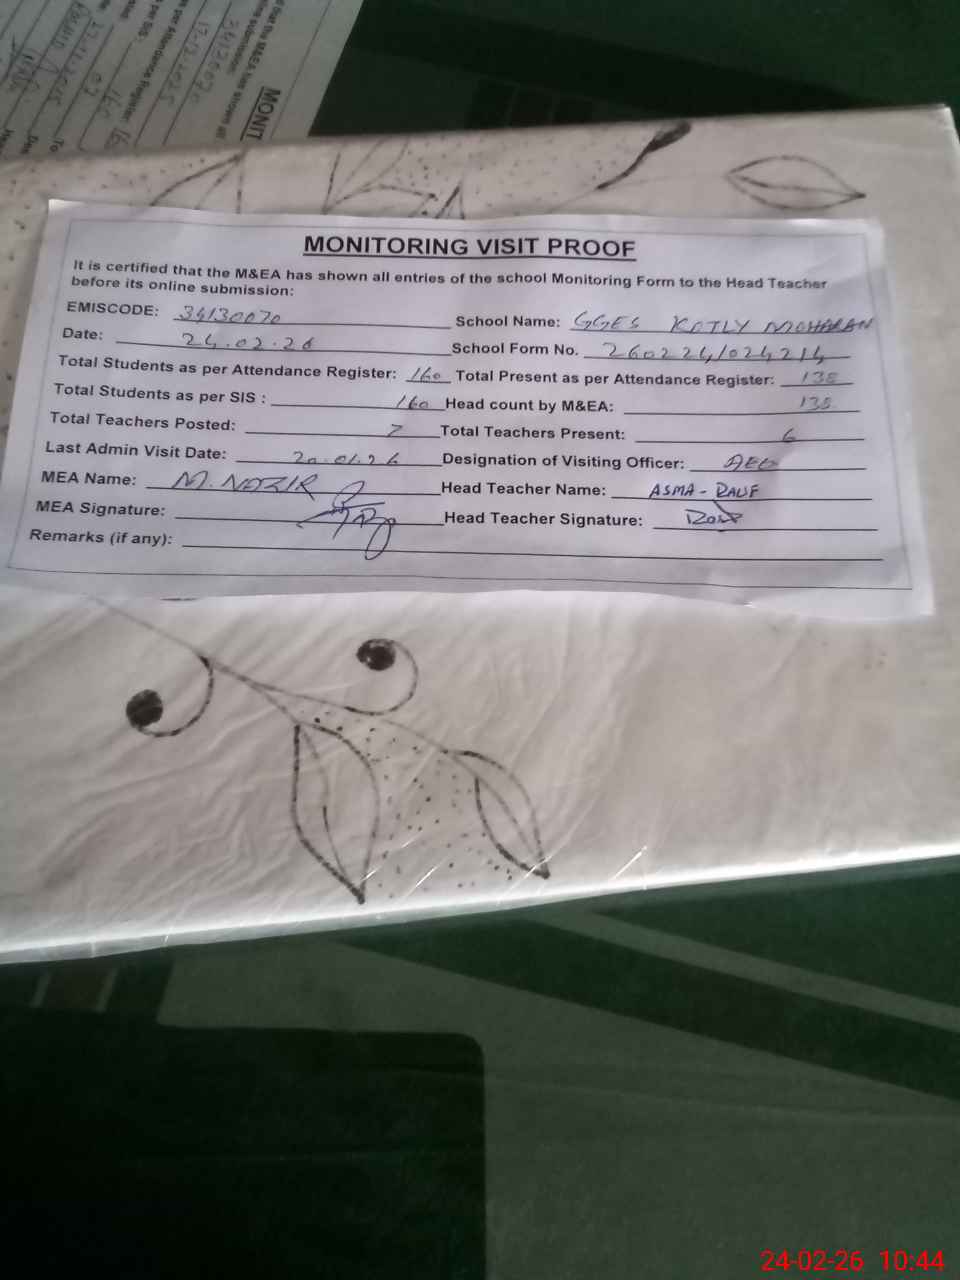 MONIT
MONITORING VISIT PROOF
It is certified that the M&EA has shown all entries of the school Monitoring Form to the Head Teacher
before its online submission:
EMISCODE: 34130070 School Name: GGES KOTLY MOHARAN
Date: 24.02.26 School Form No. 260224/024214
Total Students as per Attendance Register: 160 Total Present as per Attendance Register: 138
Total Students as per SIS : 160 Head count by M&EA: 138
Total Teachers Posted: 7 Total Teachers Present: 6
Last Admin Visit Date: 20.01.26 Designation of Visiting Officer: AEO
MEA Name: M. NAZIR Head Teacher Name: ASMA-RAUF
MEA Signature: Head Teacher Signature:
Remarks (if any):
24-02-26 10:44